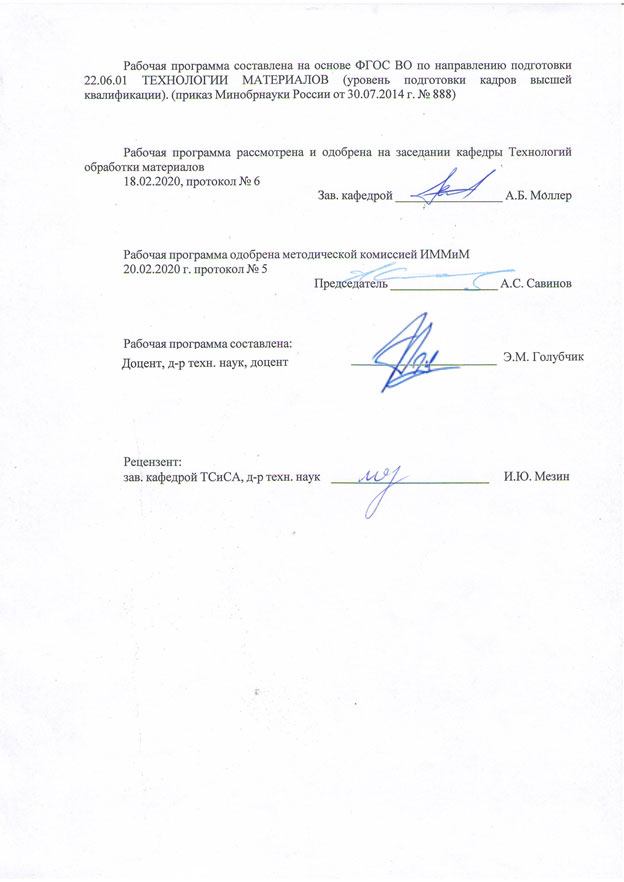 Рабочая программа составлена на основе ФГОС ВО по направлению подготовки
22.06.01 ТЕХНОЛОГИИ МАТЕРИАЛОВ (уровень подготовки кадров высшей
квалификации). (приказ Минобрнауки России от 30.07.2014 г. № 888)
Рабочая программа рассмотрена и одобрена на заседании кафедры Технологий
обработки материалов
18.02.2020, протокол № 6
Зав. кафедрой А.Б. Моллер
Рабочая программа одобрена методической комиссией ИММиМ
20.02.2020 г. протокол № 5
Председатель А.С. Савинов
Рабочая программа составлена:
Доцент, д-р техн. наук, доцент Э.М. Голубчик
Рецензент:
зав. кафедрой ТСиСА, д-р техн. наук И.Ю. Мезин